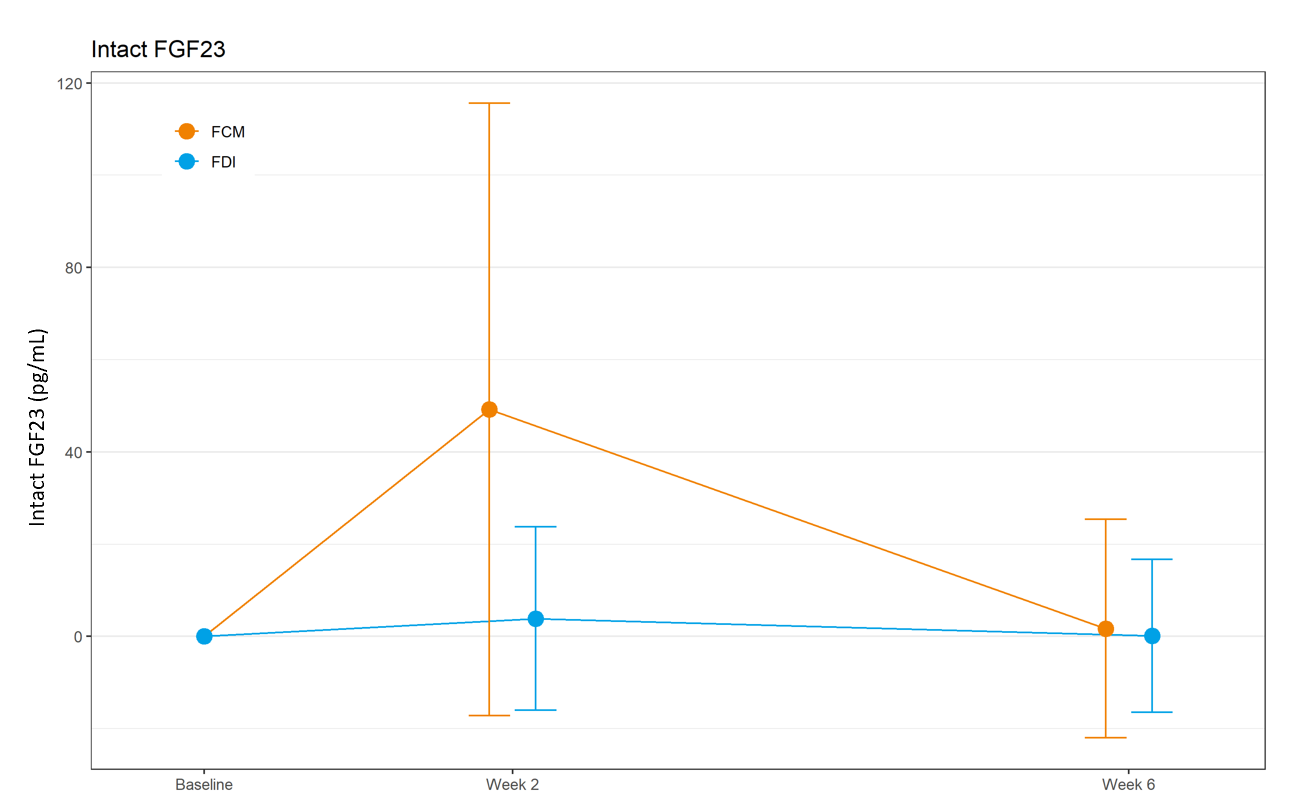 Intact FGF23
120
80
40
0
Intact FGF23 (pg/mL)
FCM
FDI
Baseline
Week 2
Week 6